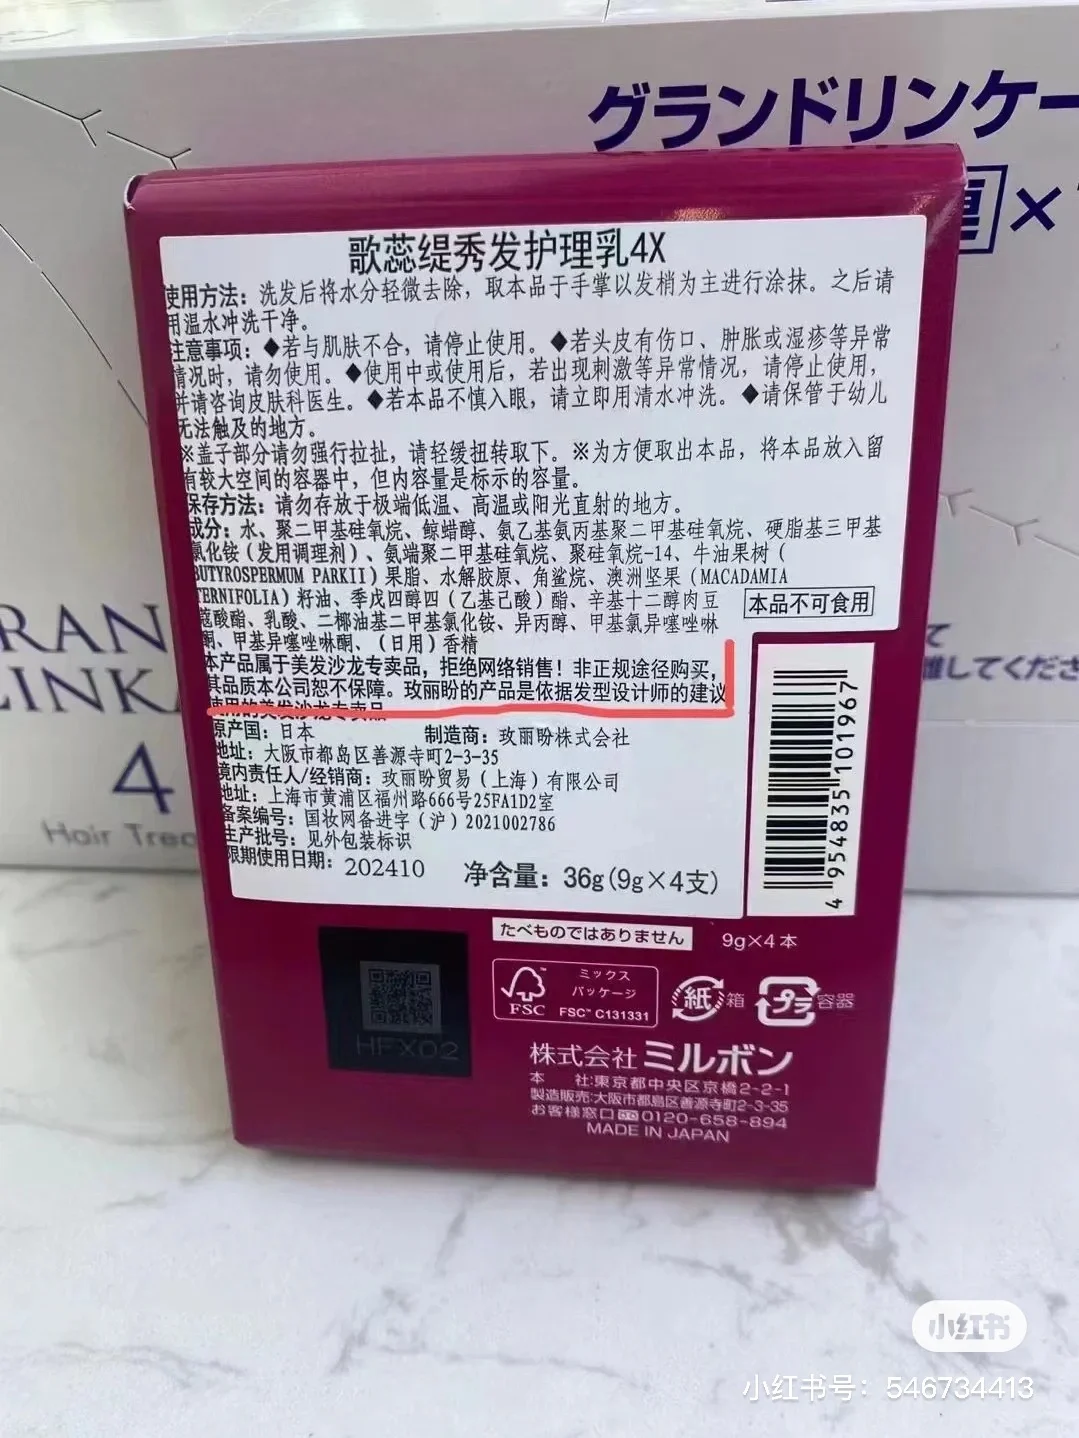 グランドリンケー
×
歌蕊缇秀发护理乳4X
使用方法：洗发后将水分轻微去除，取本品于手掌以发梢为主进行涂抹。之后请
用温水冲洗干净。
注意事项：◆若与肌肤不合，请停止使用。◆若头皮有伤口、肿胀或湿疹等异常
情况时，请勿使用。◆使用中或使用后，若出现刺激等异常情况，请停止使用，
并请咨询皮肤科医生。◆若本品不慎入眼，请立即用清水冲洗。◆请保管于幼儿
无法触及的地方。
※盖子部分请勿强行拉扯，请轻缓扭转取下。※为方便取出本品，将本品放入留
有较大空间的容器中，但内容量是标示的容量。
保存方法：请勿存放于极端低温、高温或阳光直射的地方。
成分：水、聚二甲基硅氧烷、鲸蜡醇、氨乙基氨丙基聚二甲基硅氧烷、硬脂基三甲基
氯化铵（发用调理剂）、氨端聚二甲基硅氧烷、聚硅氧烷-14、牛油果树（
BUTYROSPERMUM PARKII）果脂、水解胶原、角鲨烷、澳洲坚果（MACADAMIA
TERNIFOLIA）籽油、季戊四醇四（乙基己酸）酯、辛基十二醇肉豆
蔻酸酯、乳酸、二椰油基二甲基氯化铵、异丙醇、甲基氯异噻唑啉
酮、甲基异噻唑啉酮、（日用）香精
本品不可食用
本产品属于美发沙龙专卖品，拒绝网络销售！非正规途径购买，
其品质本公司恕不保障。玫丽盼的产品是依据发型设计师的建议
使用的美发沙龙专卖品
原产国：日本 制造商：玫丽盼株式会社
地址：大阪市都岛区善源寺町2-3-35
境内责任人/经销商：玫丽盼贸易（上海）有限公司
地址：上海市黄浦区福州路666号25FA1D2室
备案编号：国妆网备进字（沪）2021002786
生产批号：见外包装标识
限期使用日期：202410 净含量：36g(9g×4支)
4 954835 101967
RAN
LINK
4
Hair Trea
て
離してくださ
たべものではありません 9g×4本
HFX02
FSC
ミックス
パッケージ
FSC™ C131331
紙 箱
プラ 容器
株式会社ミルボン
本 社:東京都中央区京橋2-2-1
製造販売:大阪市都島区善源寺町2-3-35
お客様窓口 0120-658-894
MADE IN JAPAN
小红书
小红书号：546734413